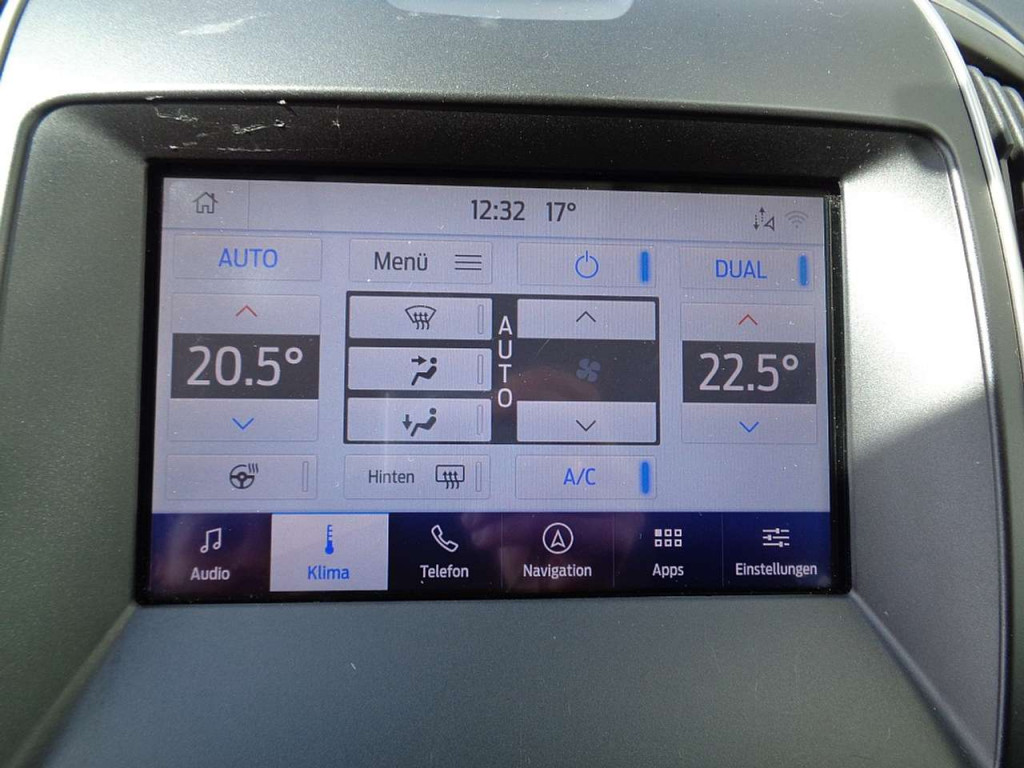 12:32 17°
AUTO
Menü
DUAL
20.5°
AUTO
22.5°
Hinten
A/C
Audio
Klima
Telefon
Navigation
Apps
Einstellungen